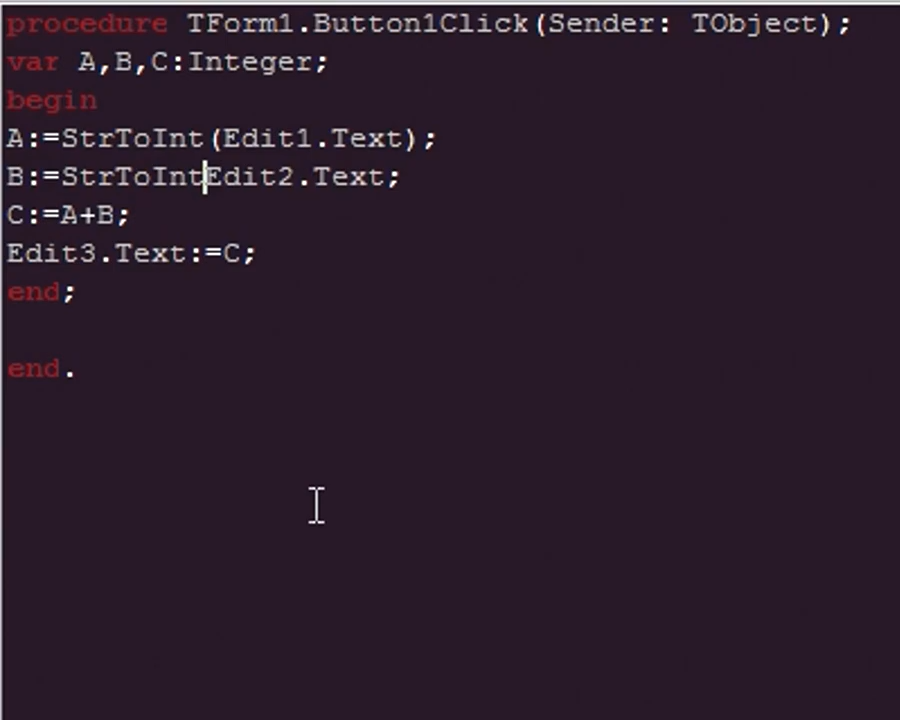 procedure TForm1.Button1Click(Sender: TObject);
var A,B,C:Integer;
begin
A:=StrToInt(Edit1.Text);
B:=StrToIntEdit2.Text;
C:=A+B;
Edit3.Text:=C;
end;
end.